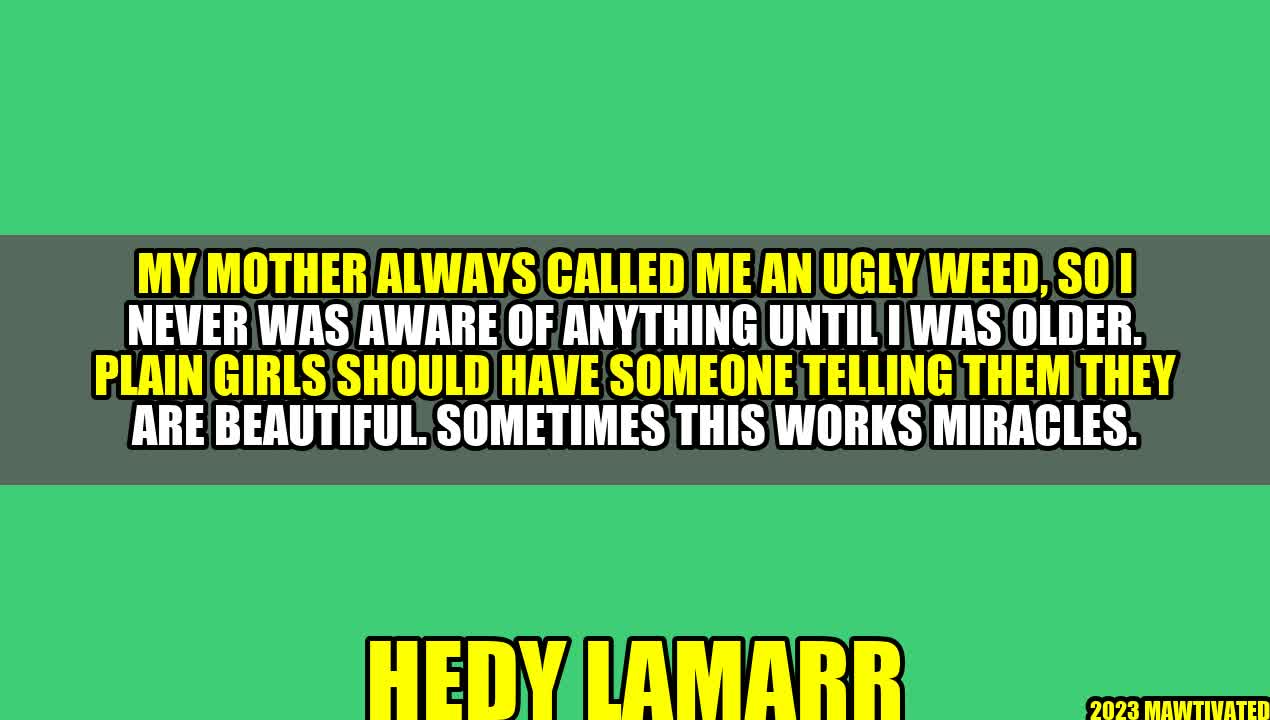 MY MOTHER ALWAYS CALLED ME AN UGLY WEED, SO I
NEVER WAS AWARE OF ANYTHING UNTIL I WAS OLDER.
PLAIN GIRLS SHOULD HAVE SOMEONE TELLING THEM THEY
ARE BEAUTIFUL. SOMETIMES THIS WORKS MIRACLES.
HEDY LAMARR
2023 MAWTIVATED